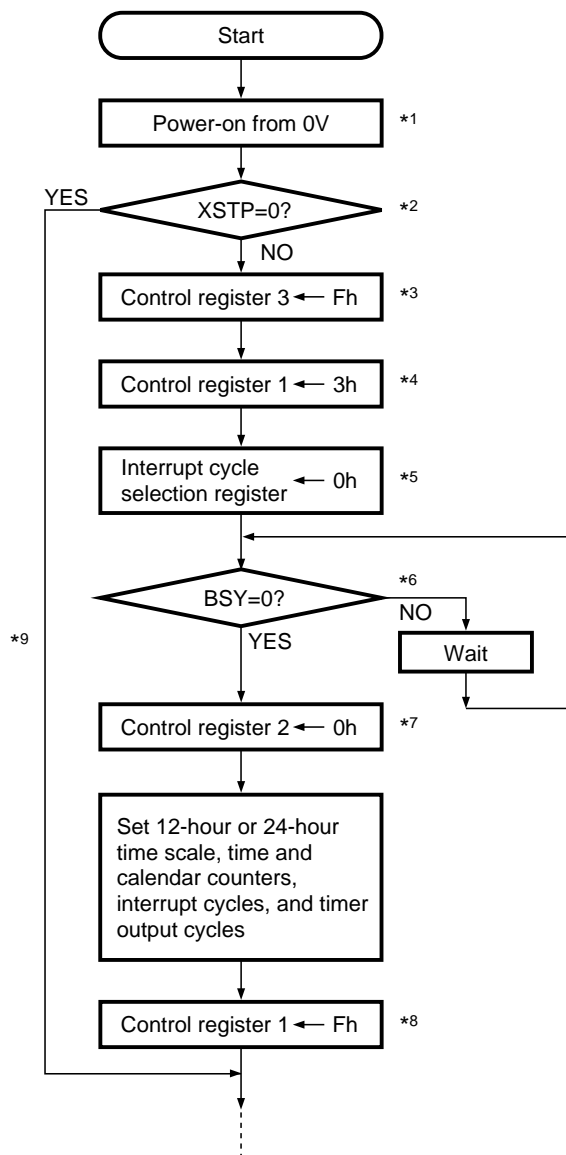 Start
Power-on from 0V
*1
YES
XSTP=0?
*2
NO
Control register 3 ← Fh
*3
Control register 1 ← 3h
*4
Interrupt cycle
selection register ← 0h
*5
BSY=0?
*6
NO
YES
*9
Wait
Control register 2 ← 0h
*7
Set 12-hour or 24-hour
time scale, time and
calendar counters,
interrupt cycles, and timer
output cycles
Control register 1 ← Fh
*8